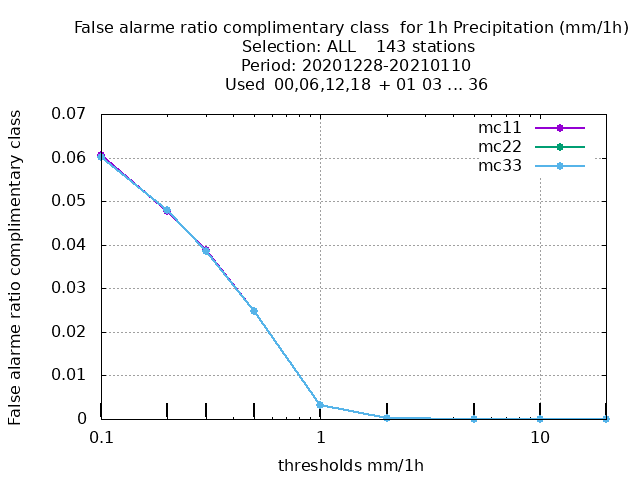 False alarme ratio complimentary class  for 1h Precipitation (mm/1h)
Selection: ALL    143 stations
Period: 20201228-20210110
Used  00,06,12,18  + 01 03 ... 36
False alarme ratio complimentary class
0.07
0.06
0.05
0.04
0.03
0.02
0.01
0
mc11
mc22
mc33
0.1
1
10
thresholds mm/1h